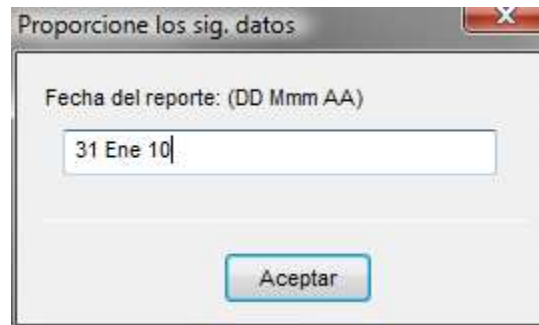 Proporcione los sig. datos
Fecha del reporte: (DD Mmm AA)
31 Ene 10
Aceptar